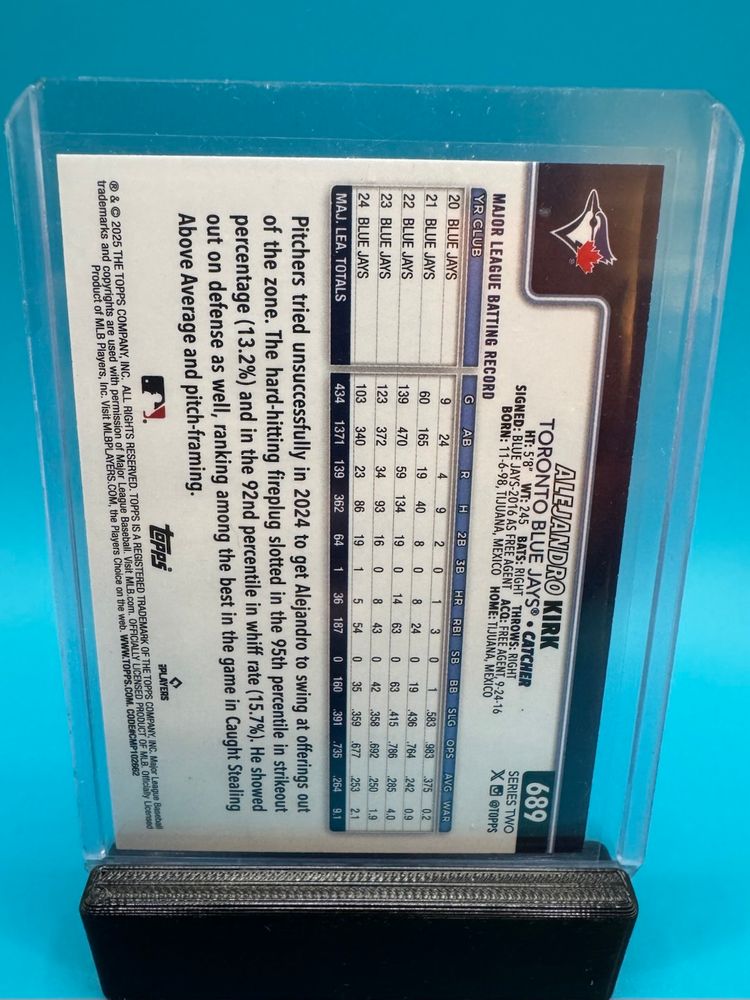 689
SERIES TWO
X @TOPPS
ALEJANDRO KIRK
TORONTO BLUE JAYS® • CATCHER
HT: 5'8" WT: 245 BATS: RIGHT THROWS: RIGHT
SIGNED: BLUE JAYS-2016 AS FREE AGENT ACQ: FREE AGENT, 9-24-16
BORN: 11-6-98, TIJUANA, MEXICO HOME: TIJUANA, MEXICO
MAJOR LEAGUE BATTING RECORD
YR CLUB G AB R H 2B 3B HR RBI SB BB SLG OPS AVG WAR
20 BLUE JAYS 9 24 4 9 2 0 1 3 0 1 .583 .983 .375 0.2
21 BLUE JAYS 60 165 19 40 8 0 8 24 0 19 .436 .764 .242 0.9
22 BLUE JAYS 139 470 59 134 19 0 14 63 0 63 .415 .786 .285 4.0
23 BLUE JAYS 123 372 34 93 16 0 8 43 0 42 .358 .692 .250 1.9
24 BLUE JAYS 103 340 23 86 19 1 5 54 0 35 .359 .677 .253 2.1
MAJ. LEA. TOTALS 434 1371 139 362 64 1 36 187 0 160 .391 .735 .264 9.1
Pitchers tried unsuccessfully in 2024 to get Alejandro to swing at offerings out
of the zone. The hard-hitting fireplug slotted in the 95th percentile in strikeout
percentage (13.2%) and in the 92nd percentile in whiff rate (15.7%). He showed
out on defense as well, ranking among the best in the game in Caught Stealing
Above Average and pitch-framing.
topps
PLAYERS
® & © 2025 THE TOPPS COMPANY, INC. ALL RIGHTS RESERVED. TOPPS IS A REGISTERED TRADEMARK OF THE TOPPS COMPANY, INC. Major League Baseball
trademarks and copyrights are used with permission of Major League Baseball. Visit MLB.com. OFFICIALLY LICENSED PRODUCT OF MLB. Officially Licensed
Product of MLB Players, Inc. Visit MLBPLAYERS.COM, the Players Choice on the web. WWW.TOPPS.COM. CODE#CMP102662